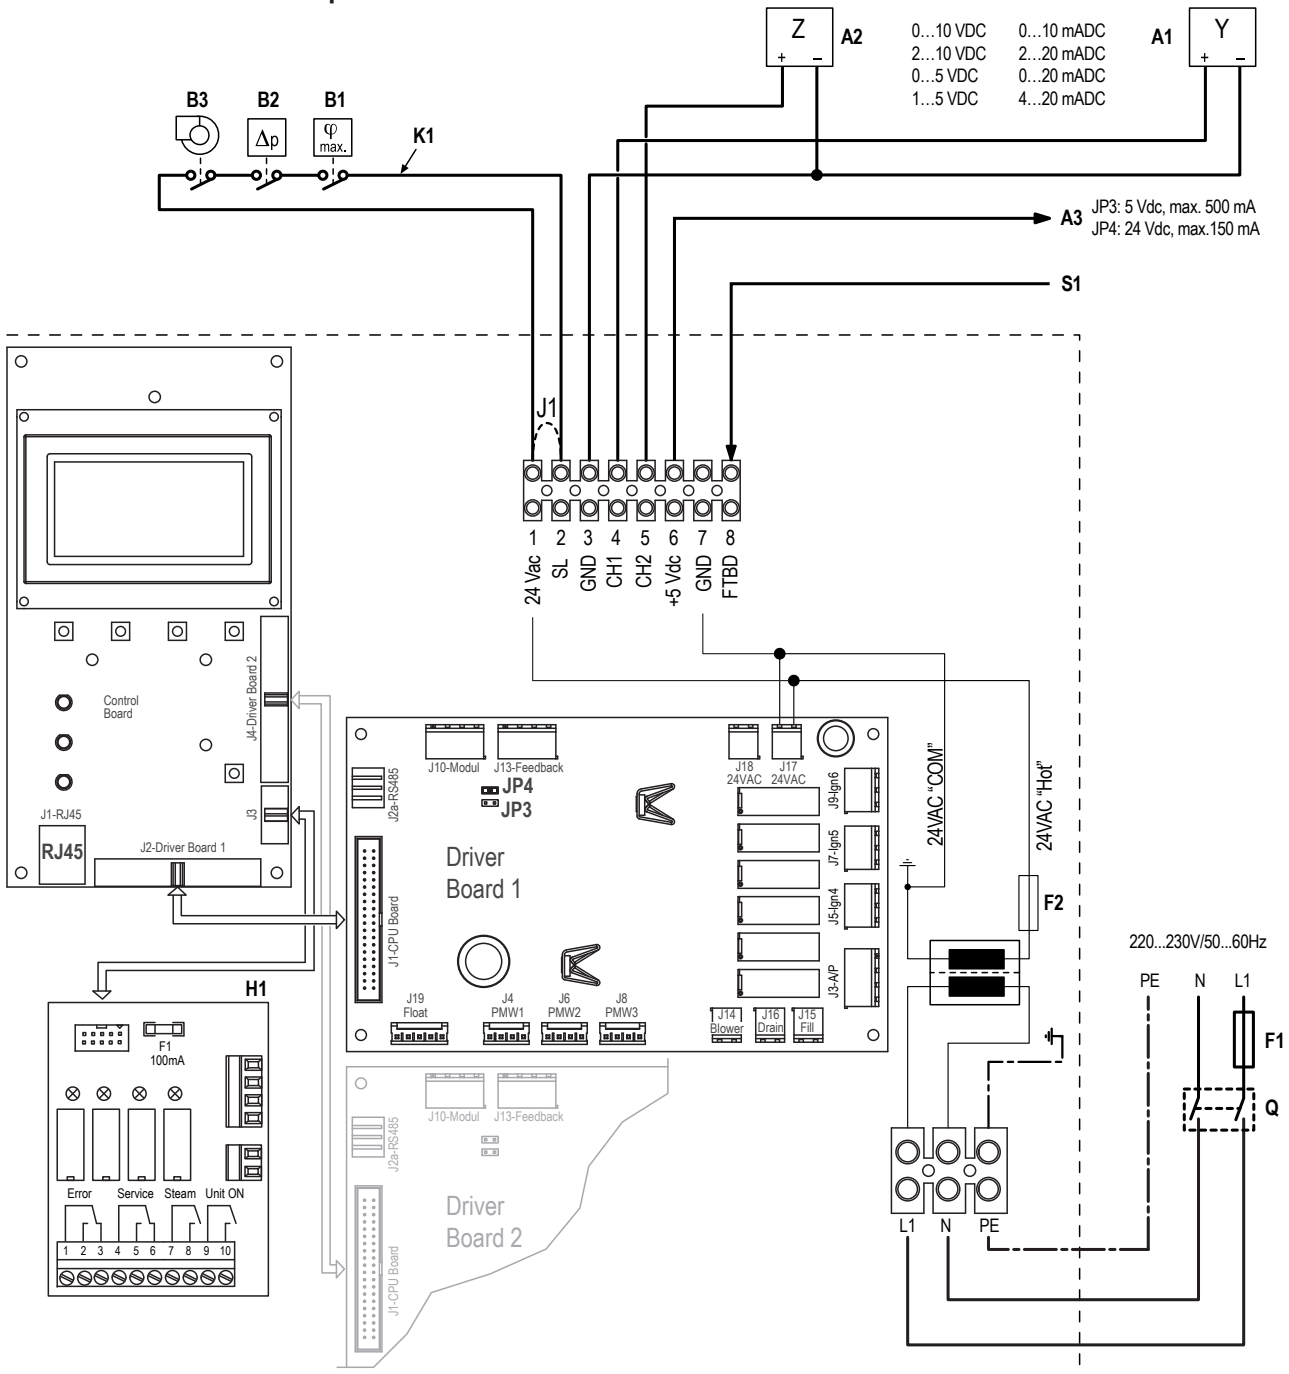 Z
A2
0…10 VDC 0…10 mADC
2…10 VDC 2…20 mADC
0…5 VDC 0…20 mADC
1…5 VDC 4…20 mADC
A1
Y
+ –
+ –
B3
B2
B1
Δp
φ
max.
K1
A3
JP3: 5 Vdc, max. 500 mA
JP4: 24 Vdc, max.150 mA
S1
J1
1 2 3 4 5 6 7 8
24 Vac
SL
GND
CH1
CH2
+5 Vdc
GND
FTBD
Control
Board
J4-Driver Board 2
J3
J1-RJ45
RJ45
J2-Driver Board 1
J10-Modul
J13-Feedback
JP4
JP3
J2a-RS485
J18
24VAC
J17
24VAC
J9-Ign6
J7-Ign5
J5-Ign4
J3-A/P
Driver
Board 1
J1-CPU Board
J19
Float
J4
PMW1
J6
PMW2
J8
PMW3
J14
Blower
J16
Drain
J15
Fill
24VAC “COM”
24VAC “Hot”
F2
220...230V/50...60Hz
PE N L1
F1
Q
L1 N PE
H1
F1
100mA
Error Service Steam Unit ON
1 2 3 4 5 6 7 8 9 10
J10-Modul
J13-Feedback
J2a-RS485
Driver
Board 2
J1-CPU Board